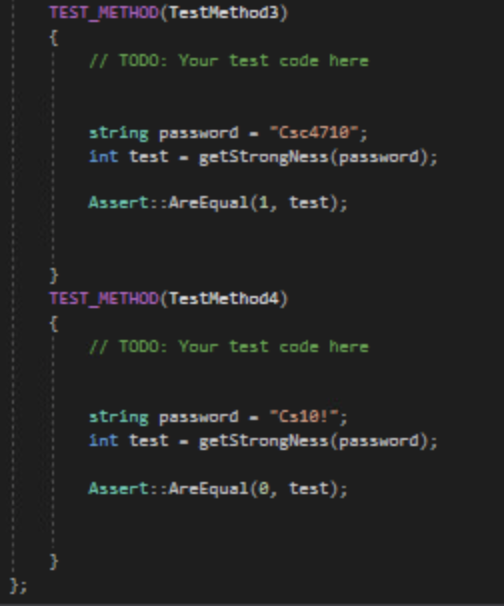 TEST_METHOD(TestMethod3)
{
// TODO: Your test code here
string password = "Csc4710";
int test = getStrongNess(password);
Assert::AreEqual(1, test);
}
TEST_METHOD(TestMethod4)
{
// TODO: Your test code here
string password = "Cs10!";
int test = getStrongNess(password);
Assert::AreEqual(0, test);
}
};